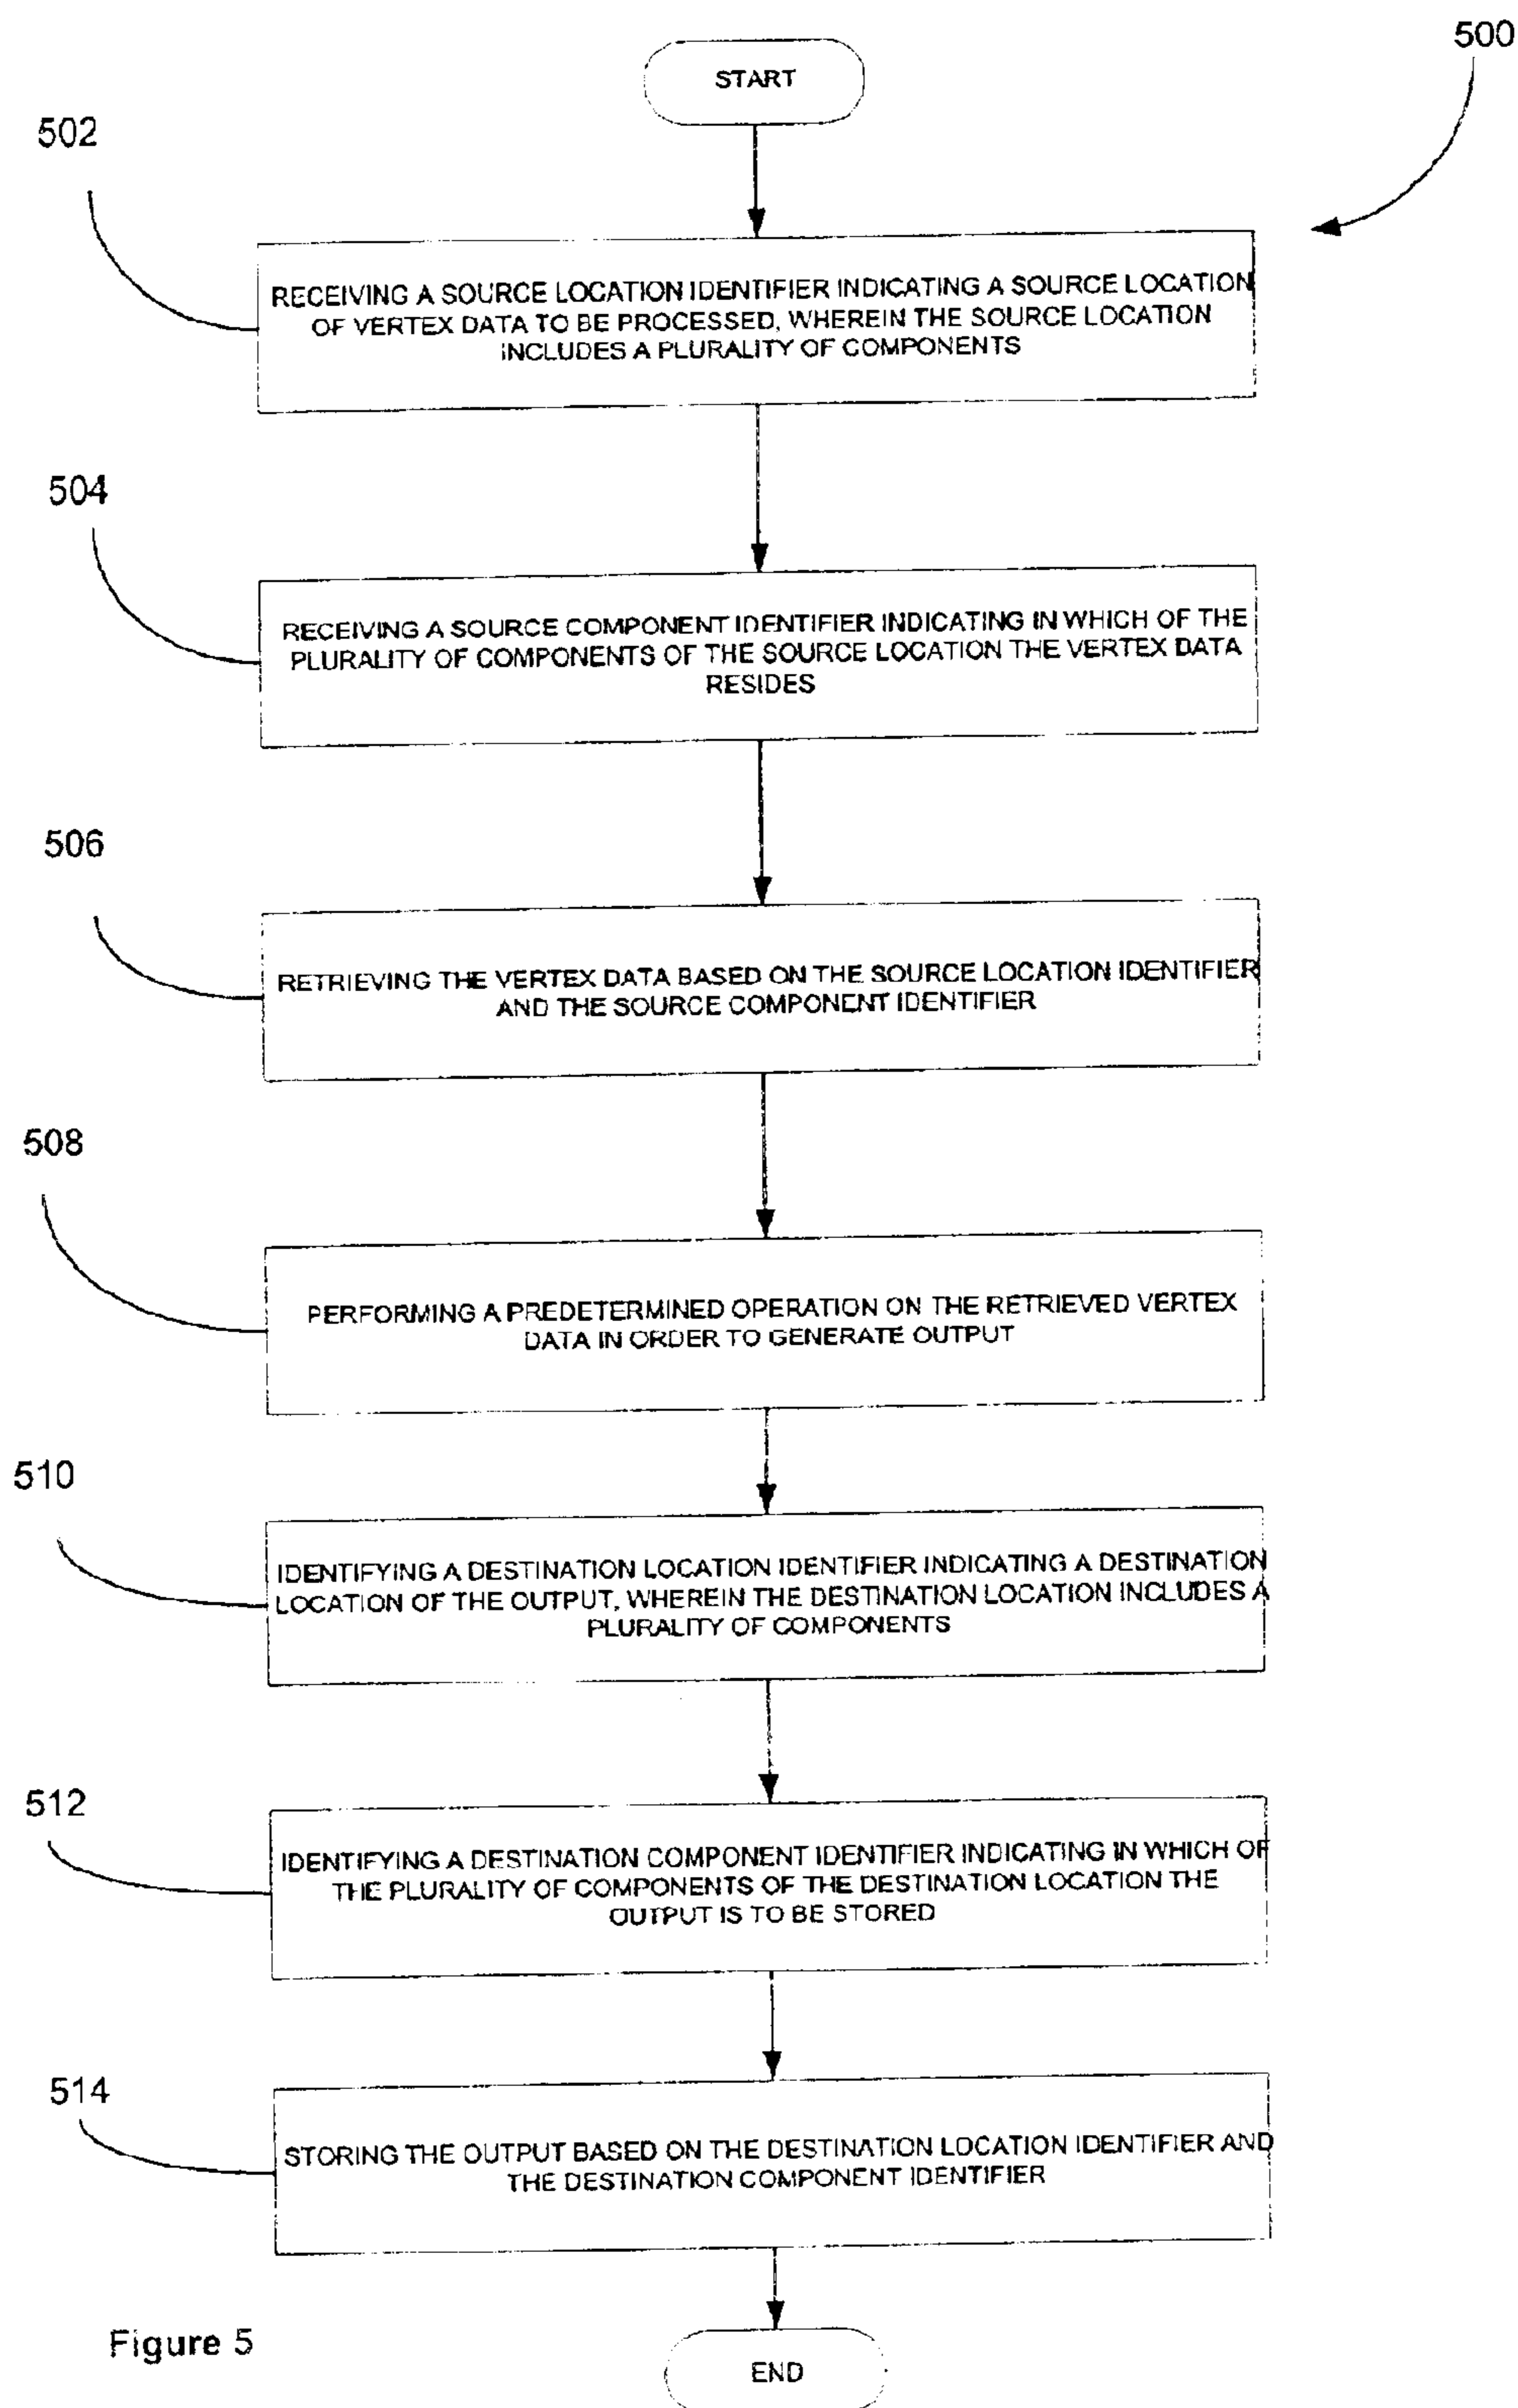 500
START
502
RECEIVING A SOURCE LOCATION IDENTIFIER INDICATING A SOURCE LOCATION
OF VERTEX DATA TO BE PROCESSED, WHEREIN THE SOURCE LOCATION
INCLUDES A PLURALITY OF COMPONENTS
504
RECEIVING A SOURCE COMPONENT IDENTIFIER INDICATING IN WHICH OF THE
PLURALITY OF COMPONENTS OF THE SOURCE LOCATION THE VERTEX DATA
RESIDES
506
RETRIEVING THE VERTEX DATA BASED ON THE SOURCE LOCATION IDENTIFIER
AND THE SOURCE COMPONENT IDENTIFIER
508
PERFORMING A PREDETERMINED OPERATION ON THE RETRIEVED VERTEX
DATA IN ORDER TO GENERATE OUTPUT
510
IDENTIFYING A DESTINATION LOCATION IDENTIFIER INDICATING A DESTINATION
LOCATION OF THE OUTPUT, WHEREIN THE DESTINATION LOCATION INCLUDES A
PLURALITY OF COMPONENTS
512
IDENTIFYING A DESTINATION COMPONENT IDENTIFIER INDICATING IN WHICH OF
THE PLURALITY OF COMPONENTS OF THE DESTINATION LOCATION THE
OUTPUT IS TO BE STORED
514
STORING THE OUTPUT BASED ON THE DESTINATION LOCATION IDENTIFIER AND
THE DESTINATION COMPONENT IDENTIFIER
Figure 5
END